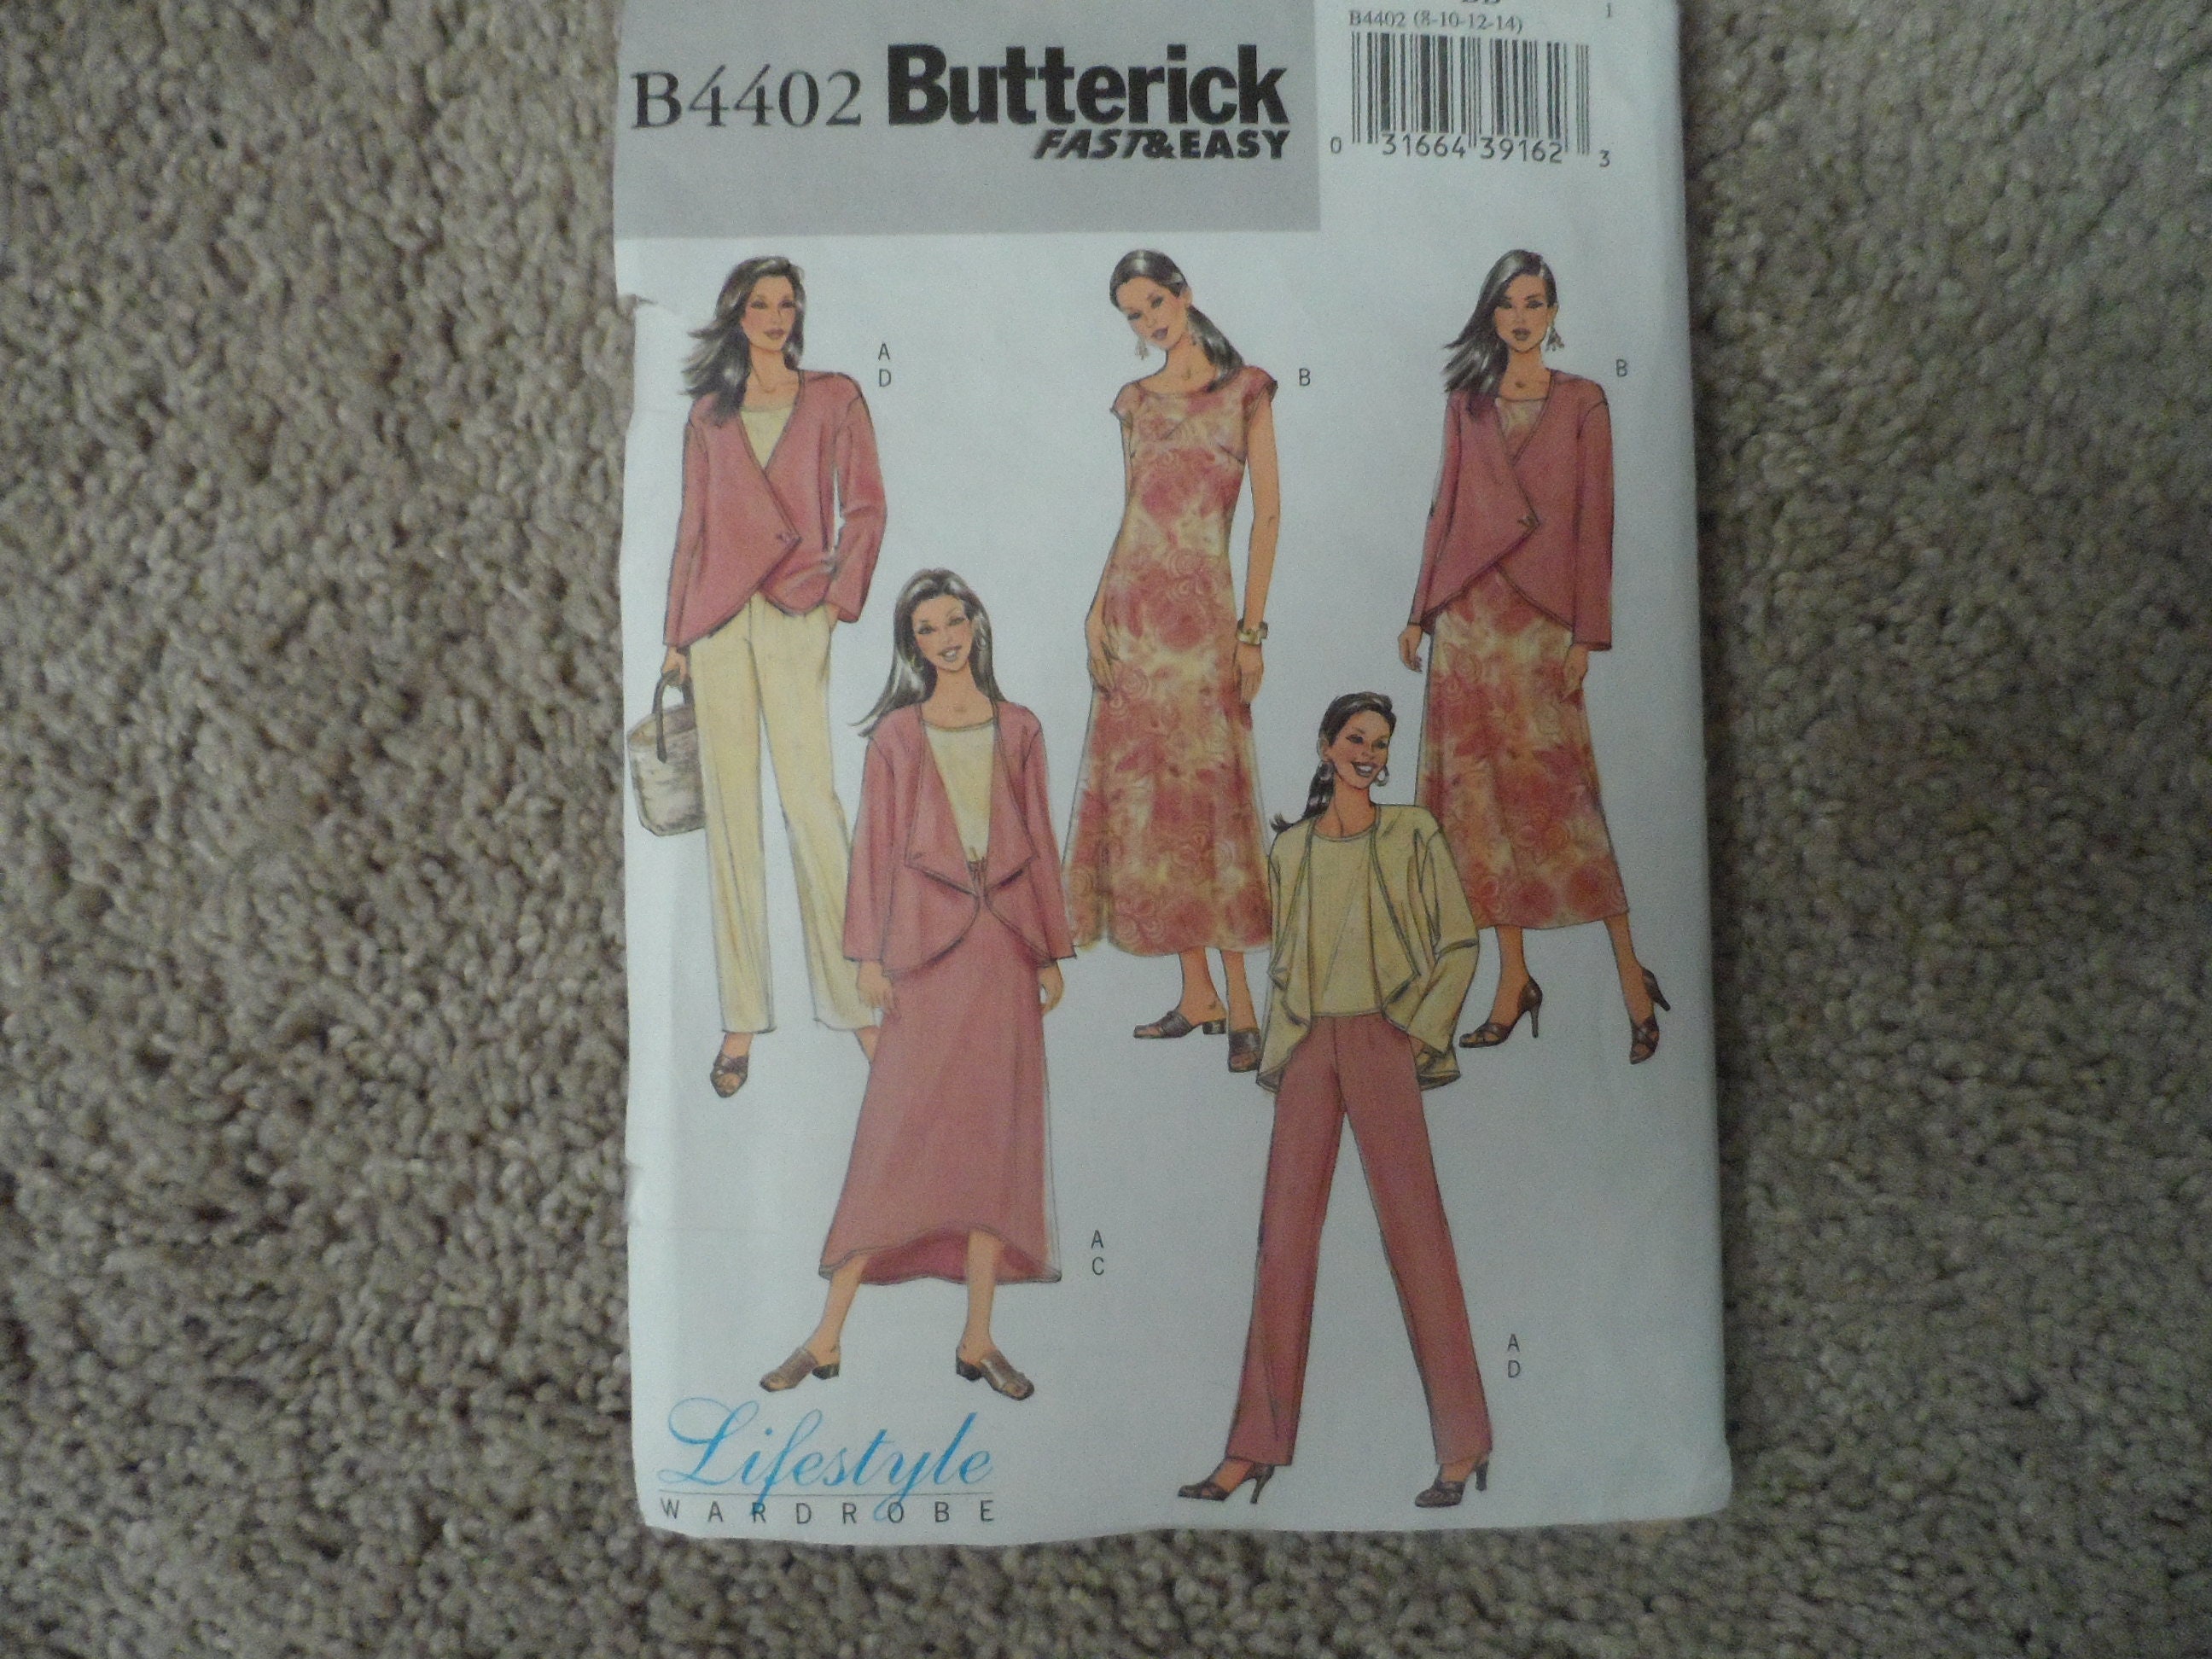 B4402 (8-10-12-14)
1
B4402 Butterick
FAST&EASY
0 31664 39162 3
A
D
B
B
A
C
A
D
Lifestyle
WARDROBE